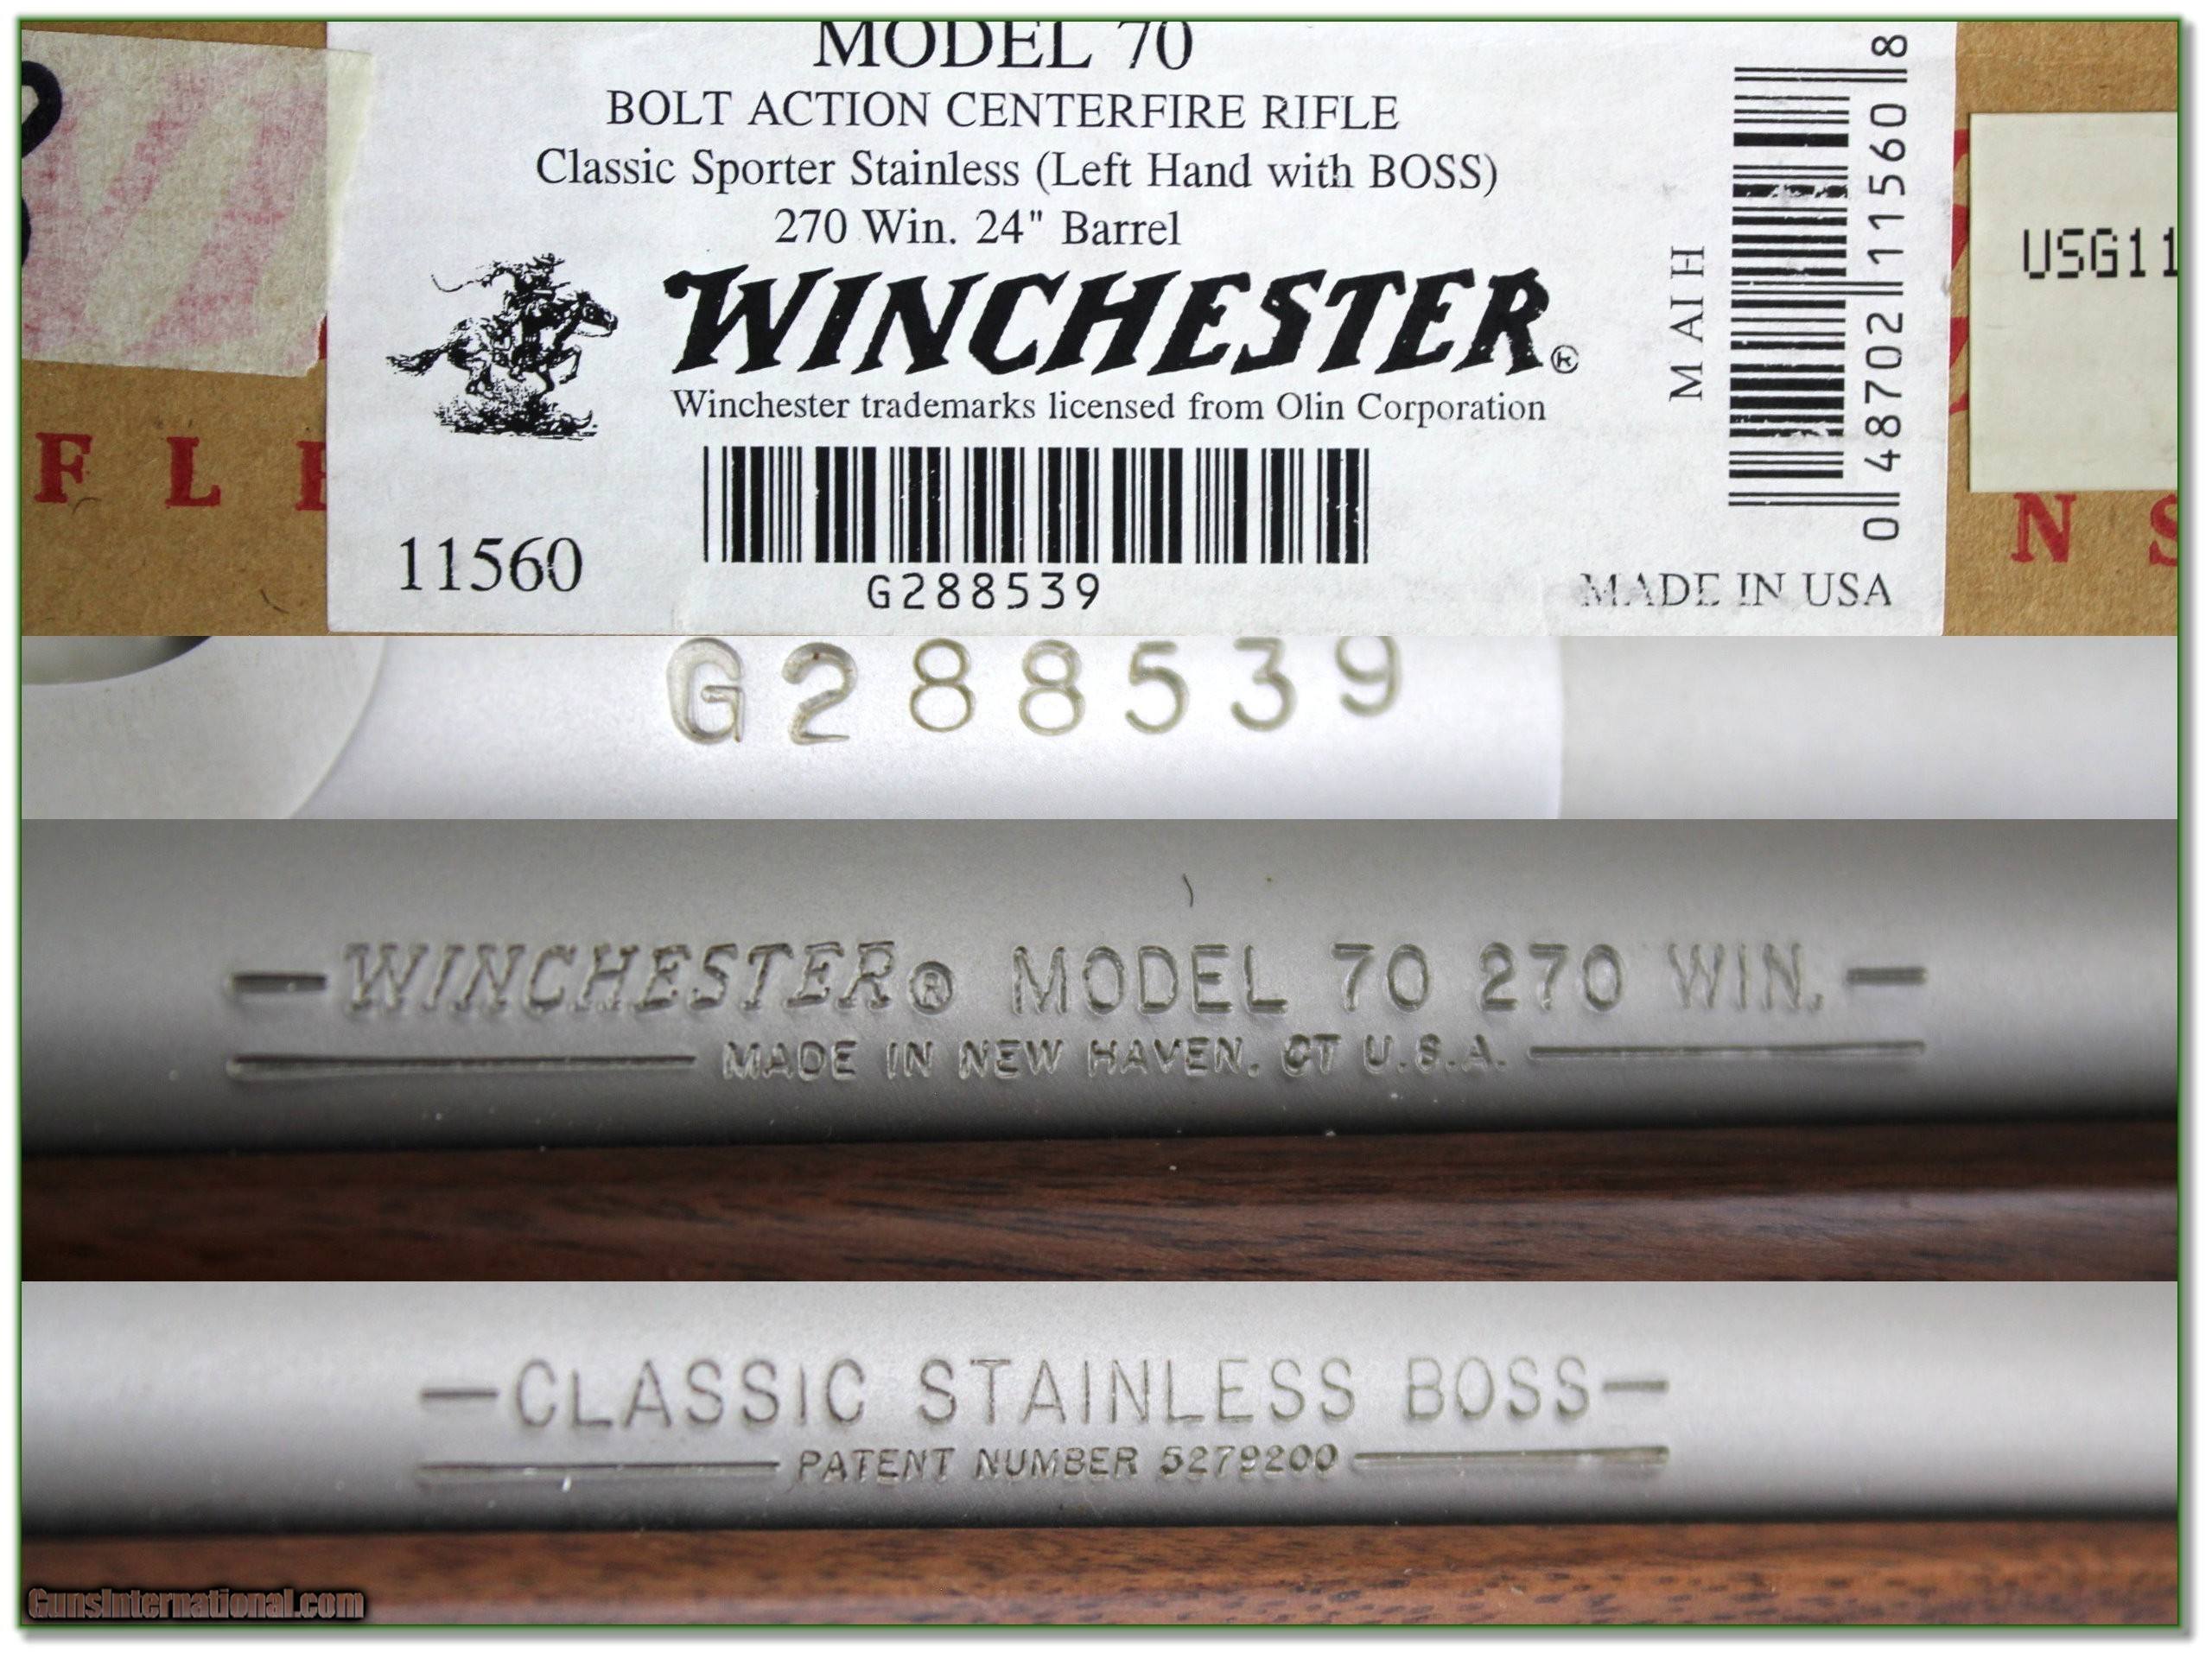 MODEL 70
BOLT ACTION CENTERFIRE RIFLE
Classic Sporter Stainless (Left Hand with BOSS)
270 Win. 24" Barrel
WINCHESTER®
Winchester trademarks licensed from Olin Corporation
11560
G288539
M AI H
0 48702 11560 8
MADE IN USA
USG11
F L
N S
G288539
—WINCHESTER® MODEL 70 270 WIN.—
MADE IN NEW HAVEN, CT U.S.A.
—CLASSIC STAINLESS BOSS—
PATENT NUMBER 5279200
GunsInternational.com